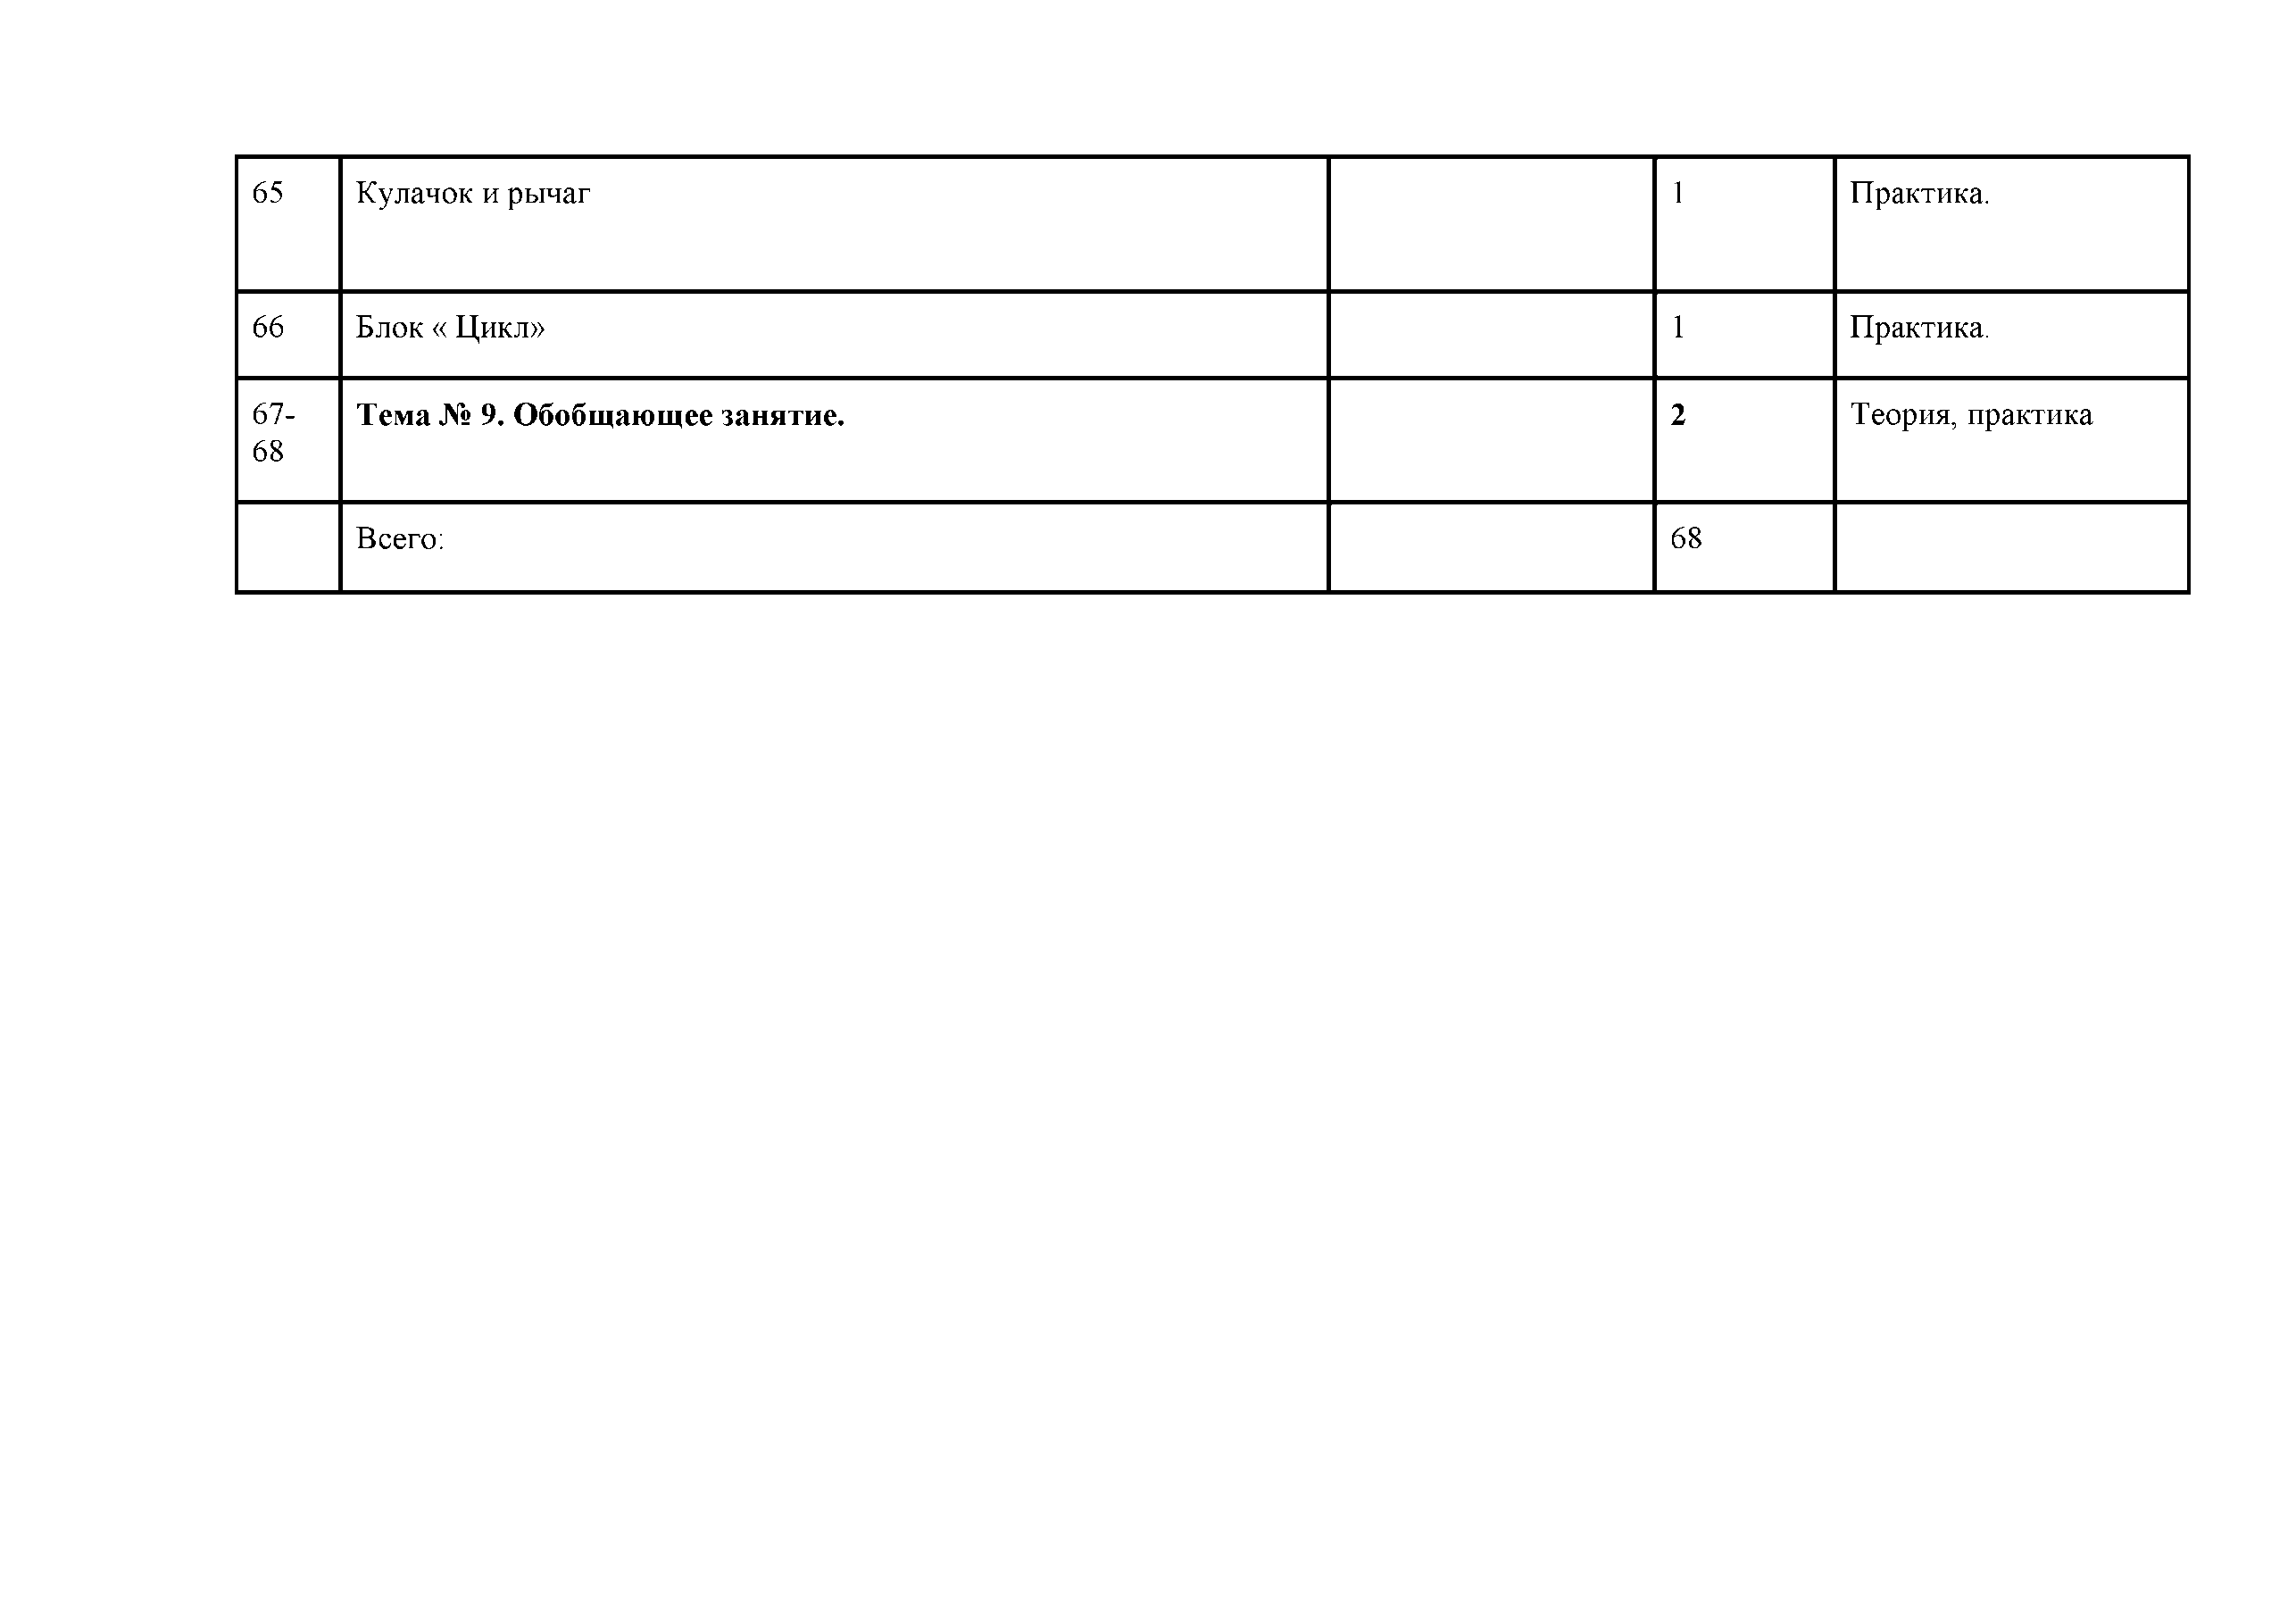 65 Кулачок и рычаг 1 Практика.
66 Блок « Цикл» 1 Практика.
67- Тема № 9. Обобщающее занятие. 2 Теория, практика
68
Всего: 68